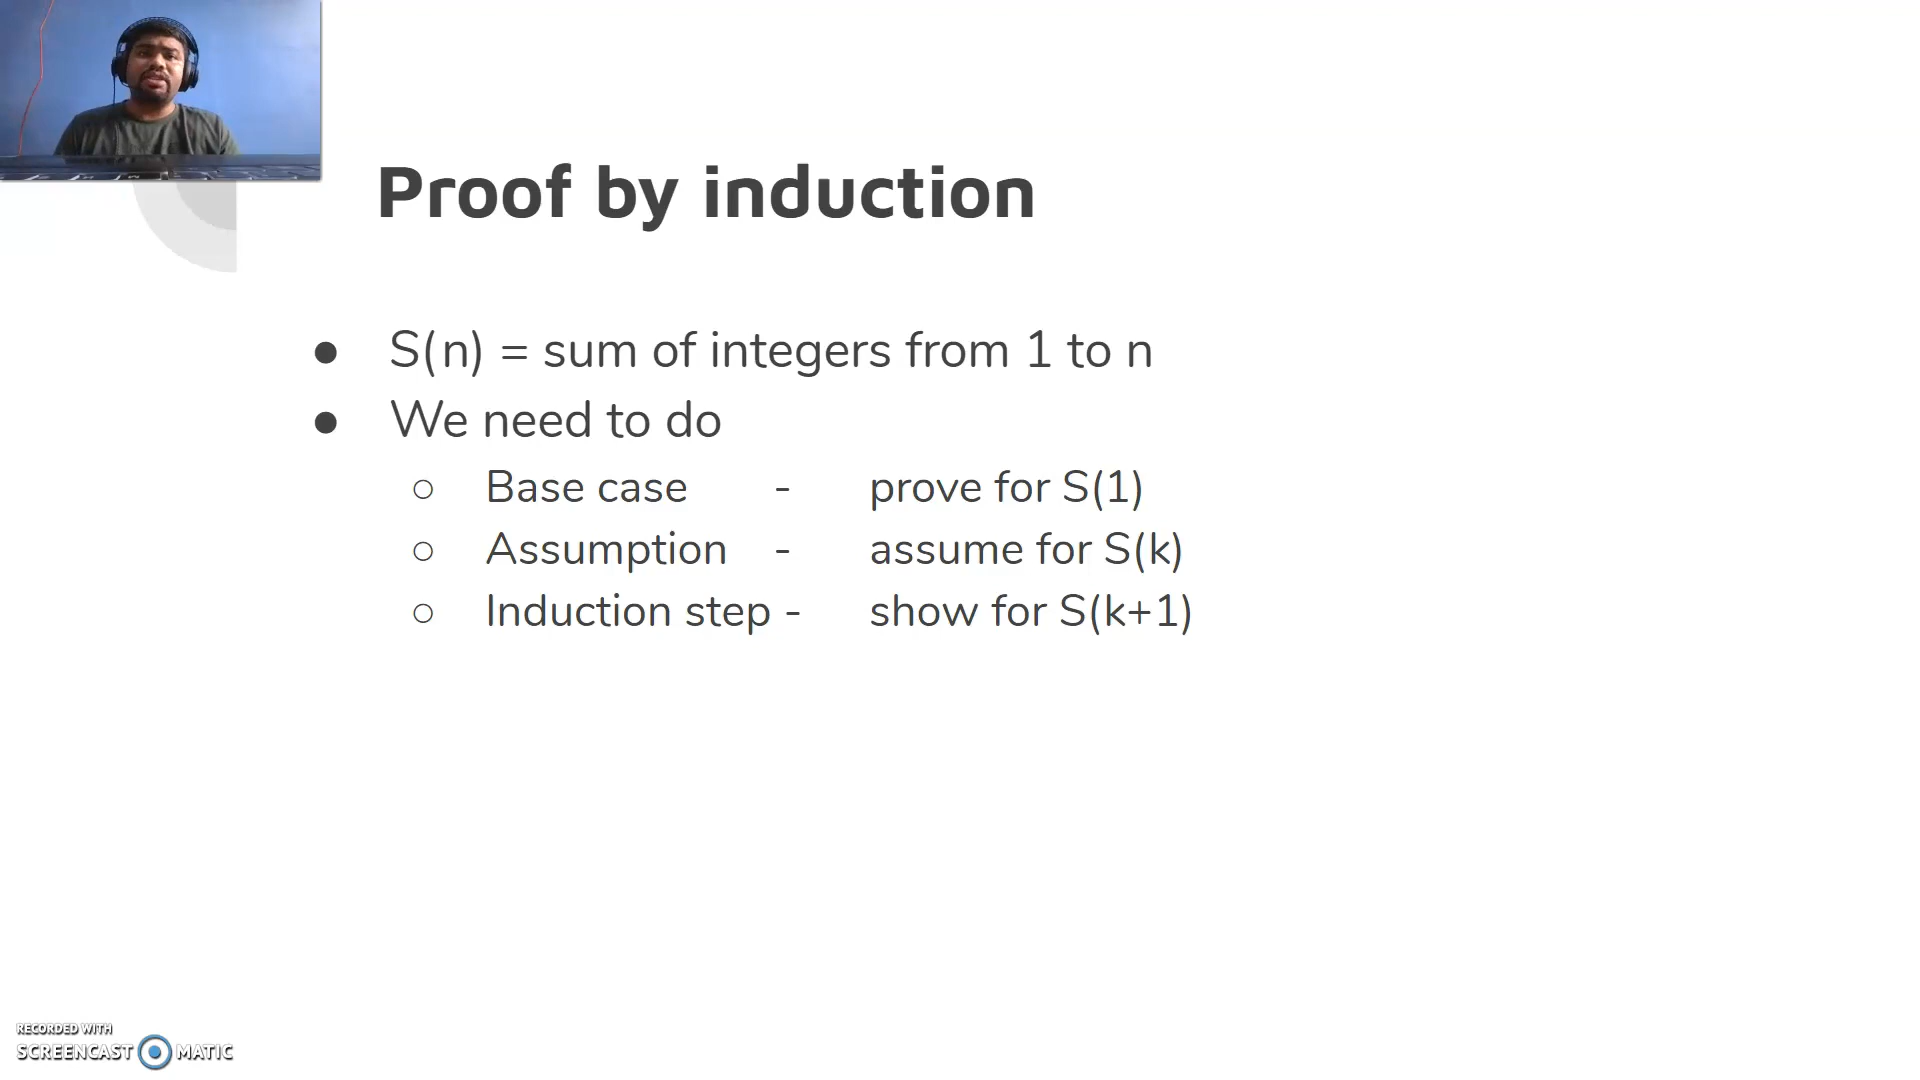 Proof by induction
● S(n) = sum of integers from 1 to n
● We need to do
○ Base case - prove for S(1)
○ Assumption - assume for S(k)
○ Induction step - show for S(k+1)
RECORDED WITH
SCREENCAST MATIC